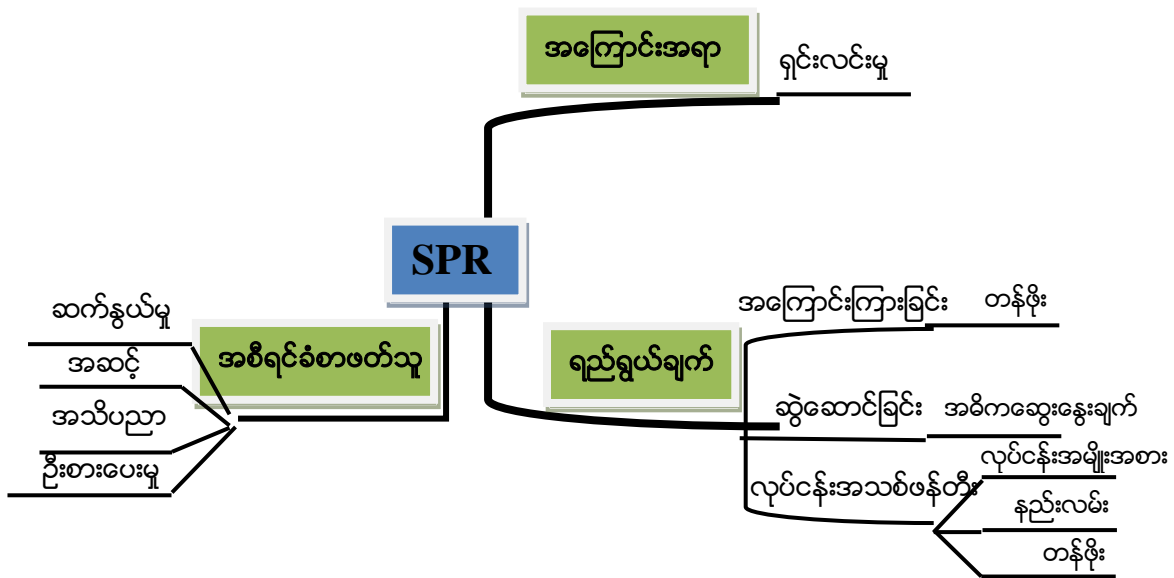 အကြောင်းအရာ
ရှင်းလင်းမှု
SPR
ဆက်နွယ်မှု
အဆင့်
အသိပညာ
ဦးစားပေးမှု
အစီရင်ခံစာဖတ်သူ
ရည်ရွယ်ချက်
အကြောင်းကြားခြင်း
တန်ဖိုး
ဆွဲဆောင်ခြင်း
အဓိကဆွေးနွေးချက်
လုပ်ငန်းအသစ်ဖန်တီး
လုပ်ငန်းအမျိုးအစား
နည်းလမ်း
တန်ဖိုး